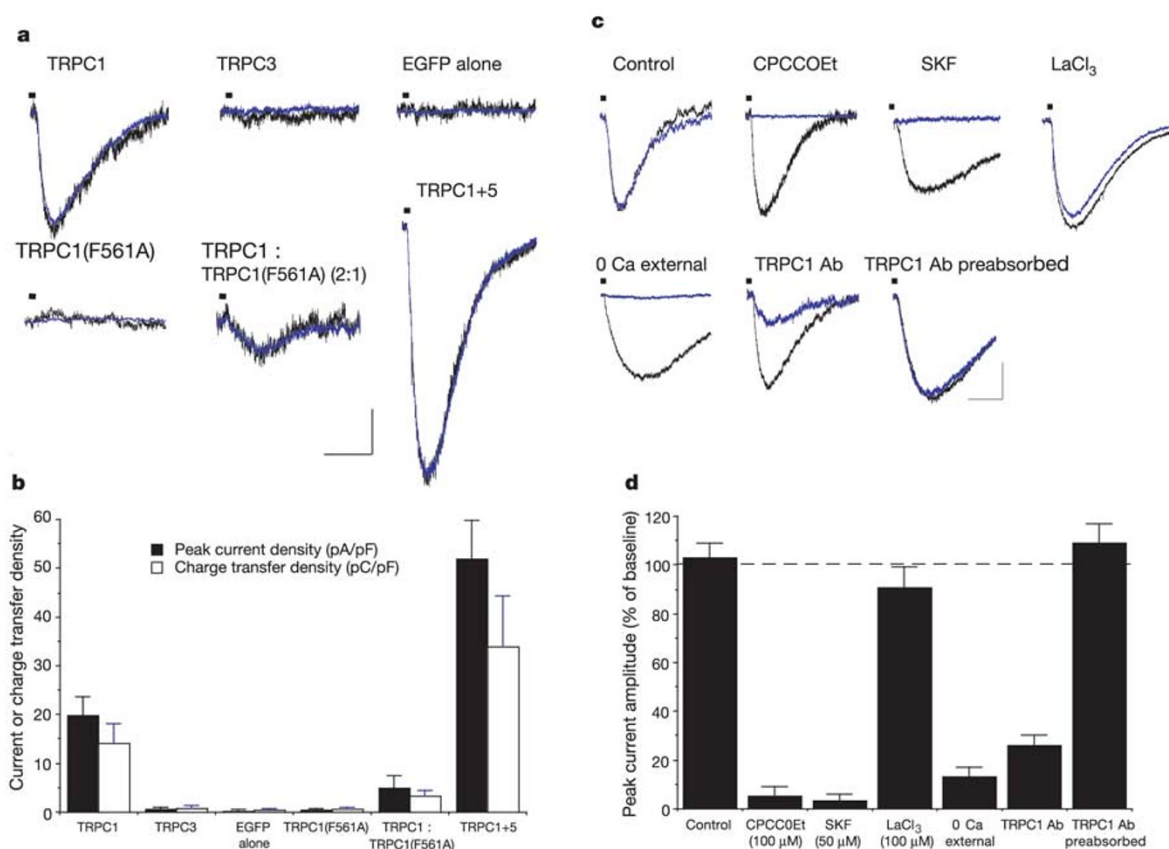 a
TRPC1
TRPC3
EGFP alone
TRPC1(F561A)
TRPC1 :
TRPC1(F561A) (2:1)
TRPC1+5
b
60
50
40
30
20
10
0
Current or charge transfer density
Peak current density (pA/pF)
Charge transfer density (pC/pF)
TRPC1
TRPC3
EGFP
alone
TRPC1(F561A)
TRPC1 :
TRPC1(F561A)
TRPC1+5
c
Control
CPCCOEt
SKF
LaCl₃
0 Ca external
TRPC1 Ab
TRPC1 Ab preabsorbed
d
120
100
80
60
40
20
0
Peak current amplitude (% of baseline)
Control
CPCC0Et
(100 μM)
SKF
(50 μM)
LaCl₃
(100 μM)
0 Ca
external
TRPC1 Ab
TRPC1 Ab
preabsorbed